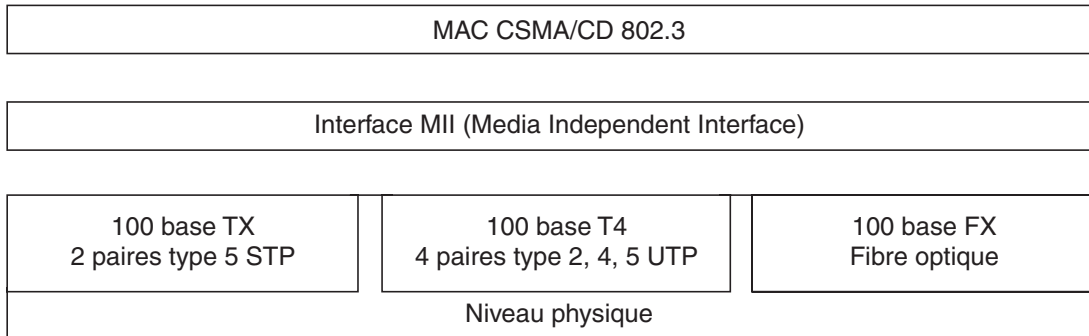 MAC CSMA/CD 802.3
Interface MII (Media Independent Interface)
100 base TX
2 paires type 5 STP
100 base T4
4 paires type 2, 4, 5 UTP
100 base FX
Fibre optique
Niveau physique